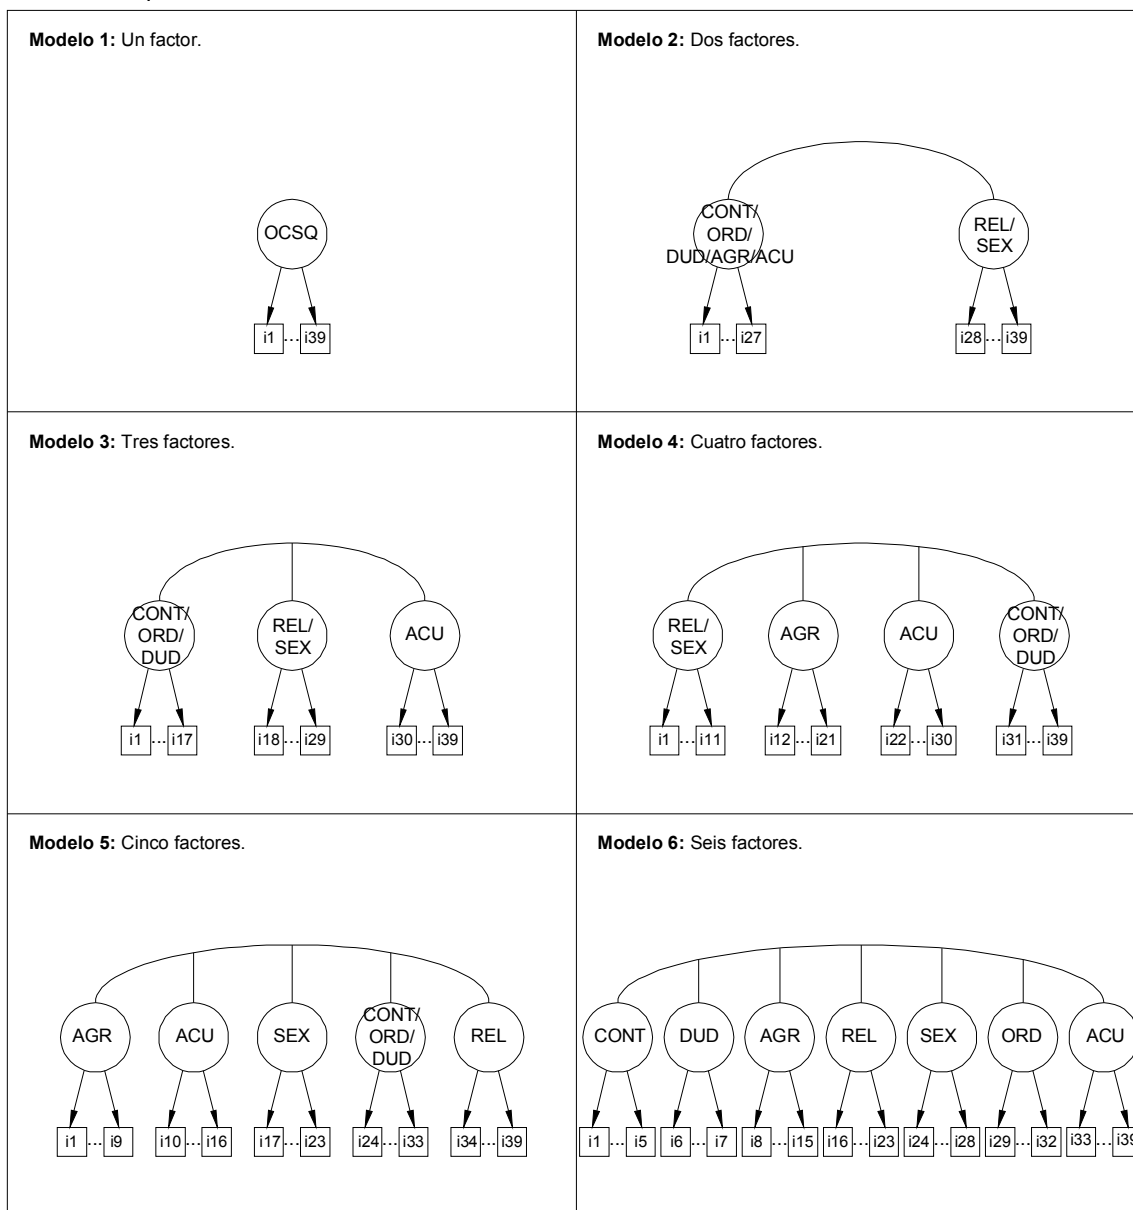 Modelo 1: Un factor.
OCSQ
i1 ... i39
Modelo 2: Dos factores.
CONT/
ORD/
DUD/AGR/ACU
REL/
SEX
i1 ... i27
i28 ... i39
Modelo 3: Tres factores.
CONT/
ORD/
DUD
REL/
SEX
ACU
i1 ... i17
i18 ... i29
i30 ... i39
Modelo 4: Cuatro factores.
REL/
SEX
AGR
ACU
CONT/
ORD/
DUD
i1 ... i11
i12 ... i21
i22 ... i30
i31 ... i39
Modelo 5: Cinco factores.
AGR
ACU
SEX
CONT/
ORD/
DUD
REL
i1 ... i9
i10 ... i16
i17 ... i23
i24 ... i33
i34 ... i39
Modelo 6: Seis factores.
CONT
DUD
AGR
REL
SEX
ORD
ACU
i1 ... i5
i6 ... i7
i8 ... i15
i16 ... i23
i24 ... i28
i29 ... i32
i33 ... i39